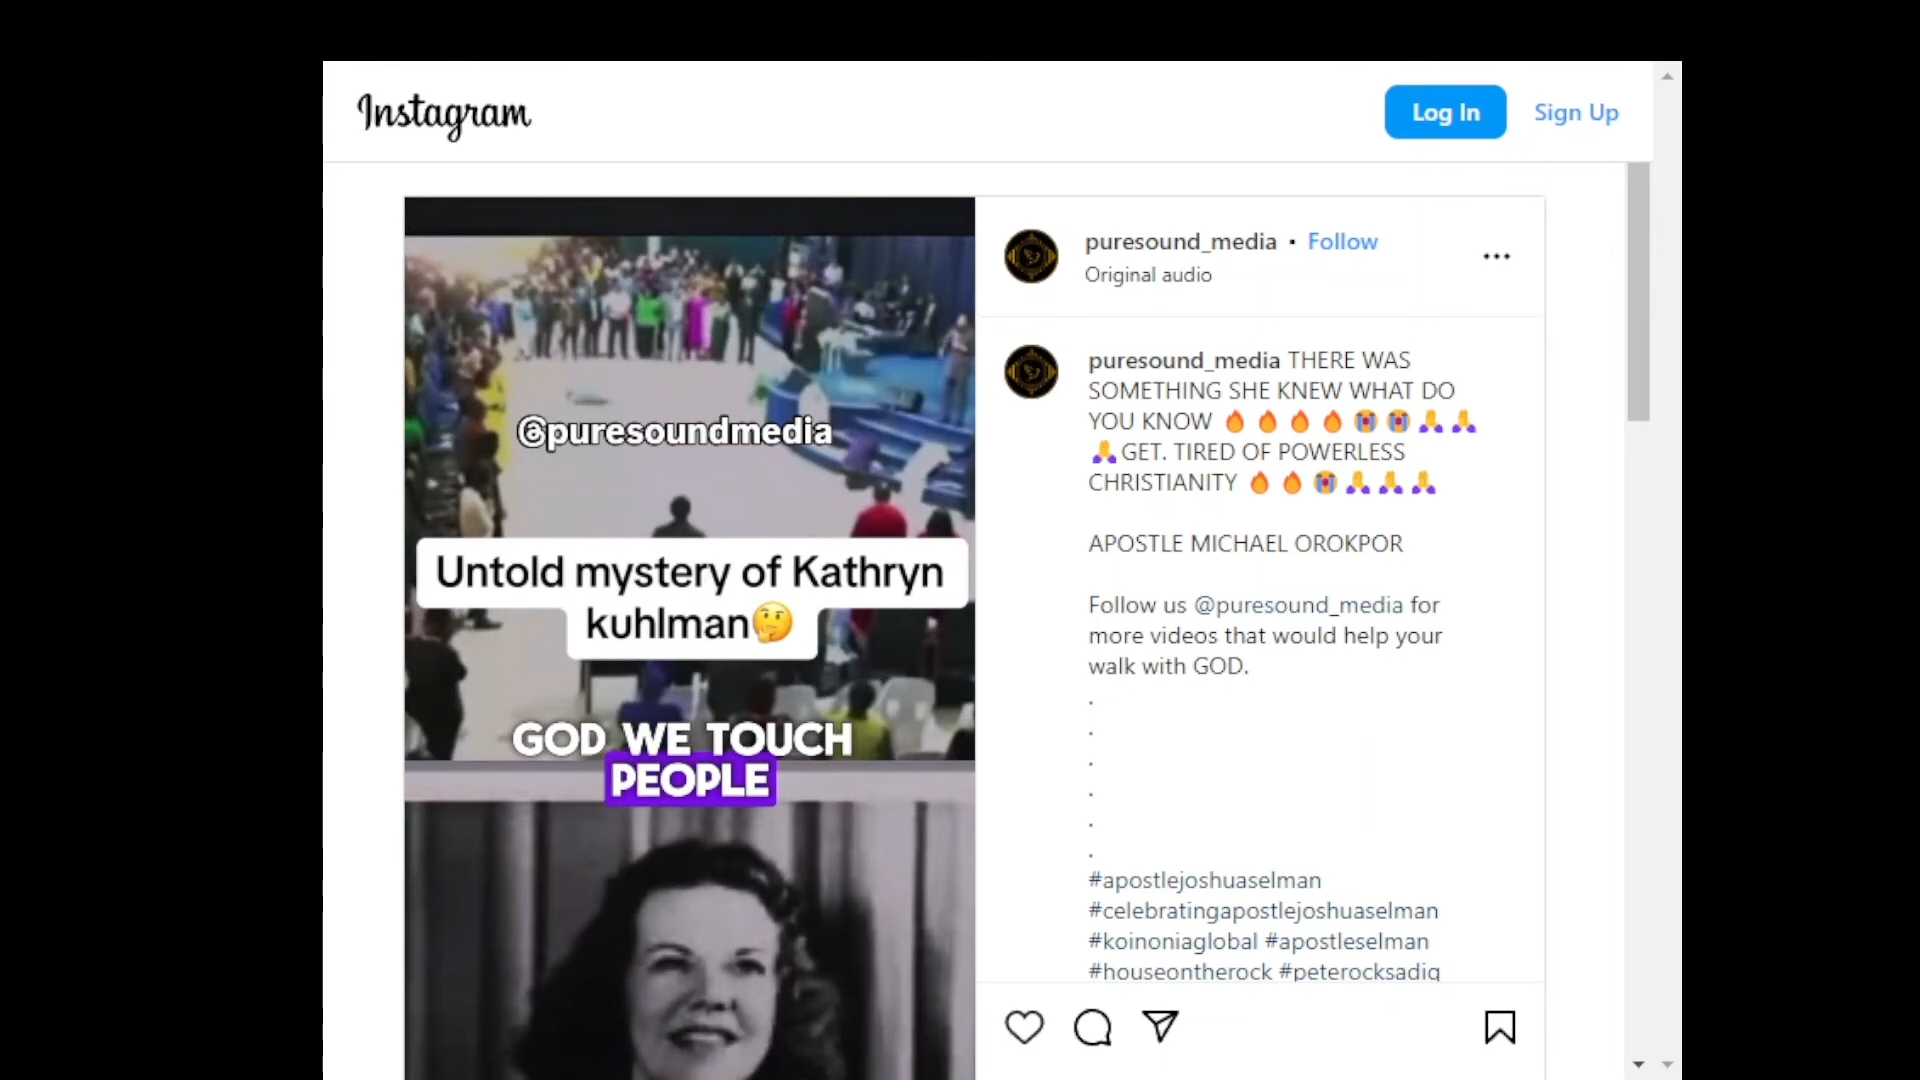 Instagram
Log In
Sign Up
@puresoundmedia
Untold mystery of Kathryn
kuhlman🤔
GOD WE TOUCH
PEOPLE
puresound_media • Follow
Original audio
puresound_media THERE WAS
SOMETHING SHE KNEW WHAT DO
YOU KNOW 🔥🔥🔥🔥😭😭🙏🙏
🙏GET. TIRED OF POWERLESS
CHRISTIANITY 🔥🔥😭🙏🙏🙏
APOSTLE MICHAEL OROKPOR
Follow us @puresound_media for
more videos that would help your
walk with GOD.
.
.
.
.
.
.
#apostlejoshuaselman
#celebratingapostlejoshuaselman
#koinoniaglobal #apostleselman
#houseontherock #peterocksadiq